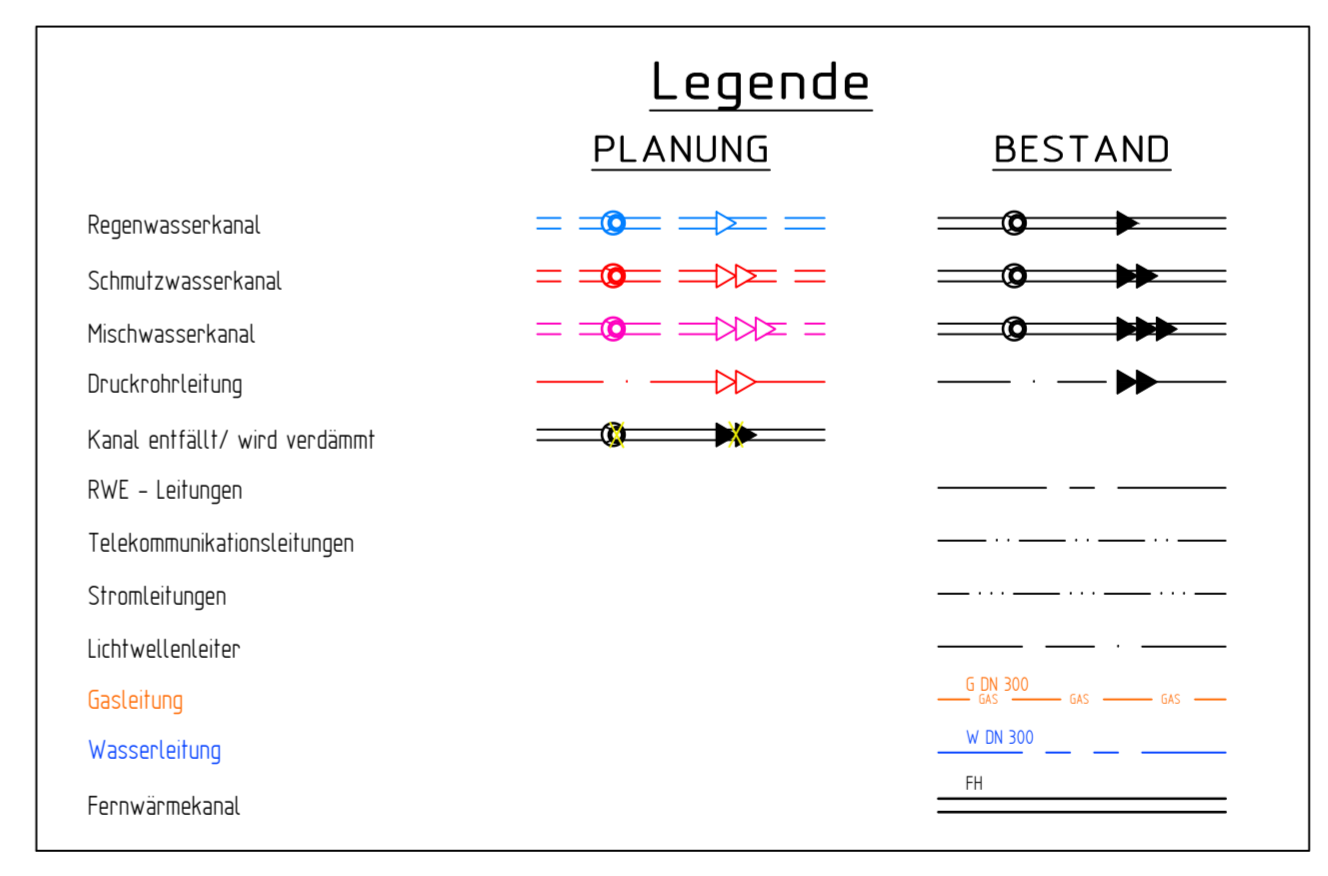 Legende
PLANUNG BESTAND
Regenwasserkanal
Schmutzwasserkanal
Mischwasserkanal
Druckrohrleitung
Kanal entfällt/ wird verdämmt
RWE - Leitungen
Telekommunikationsleitungen
Stromleitungen
Lichtwellenleiter
G DN 300
Gasleitung GAS GAS GAS
W DN 300
Wasserleitung
FH
Fernwärmekanal